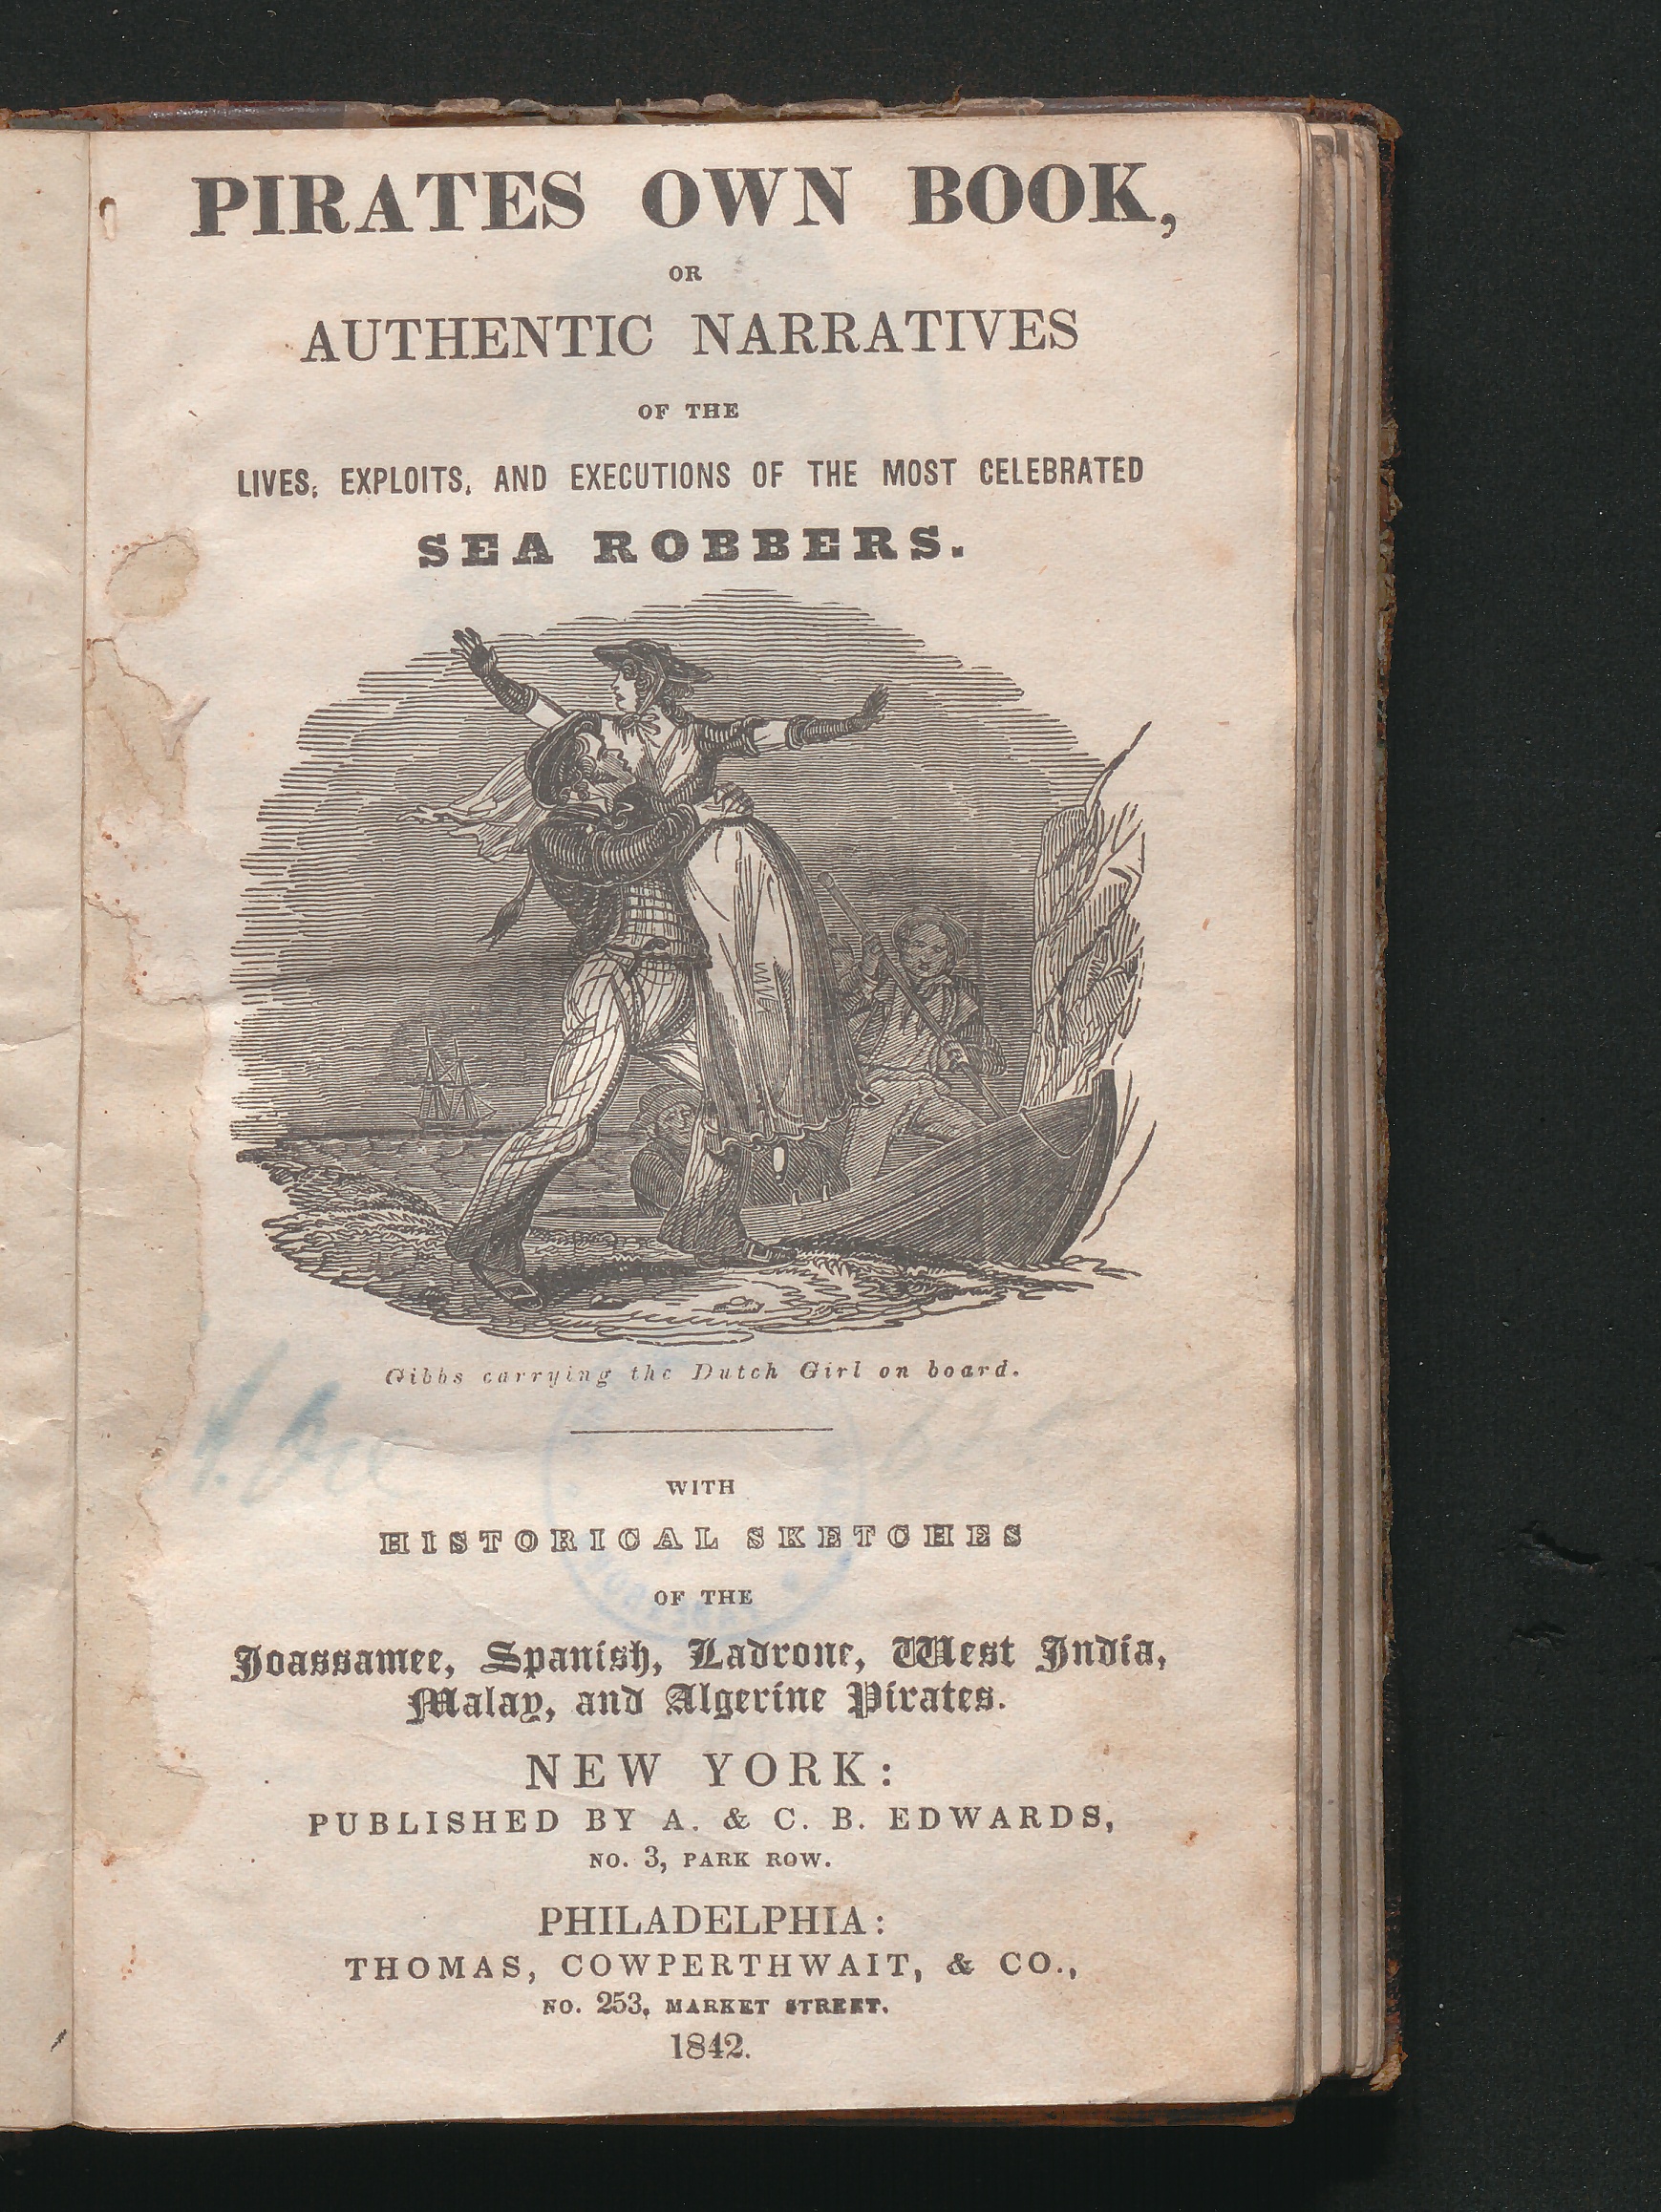 PIRATES OWN BOOK,
OR
AUTHENTIC NARRATIVES
OF THE
LIVES, EXPLOITS, AND EXECUTIONS OF THE MOST CELEBRATED
SEA ROBBERS.
Gibbs carrying the Dutch Girl on board.
WITH
HISTORICAL SKETCHES
OF THE
Joassamee, Spanish, Ladrone, West India,
Malay, and Algerine Pirates.
NEW YORK:
PUBLISHED BY A. & C. B. EDWARDS,
NO. 3, PARK ROW.
PHILADELPHIA:
THOMAS, COWPERTHWAIT, & CO.,
NO. 253, MARKET STREET.
1842.